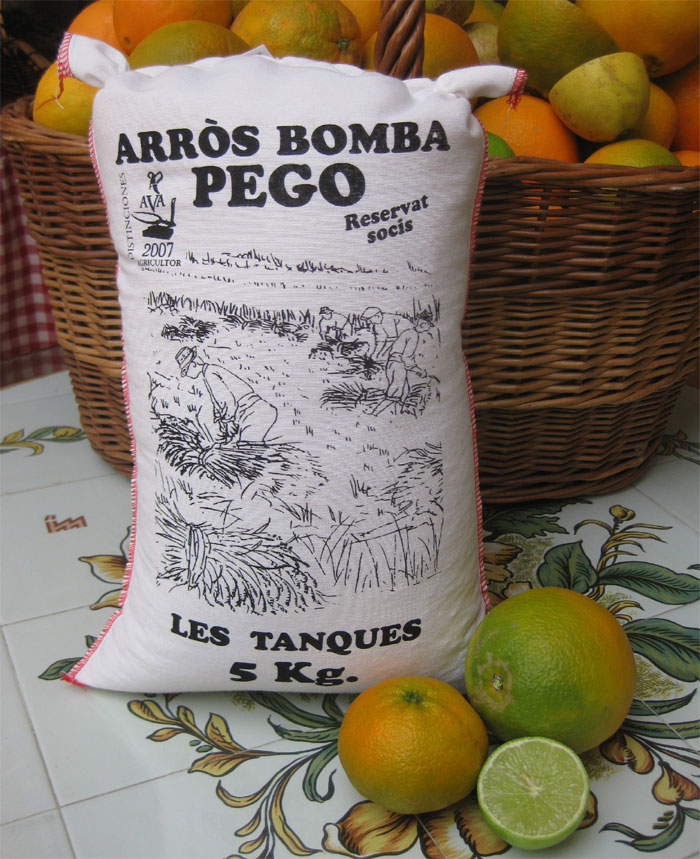 ARRÒS BOMBA
PEGO
Reservat
socis
DISTINCIONES
AVA
2007
AGRICULTOR
LES TANQUES
5 Kg.